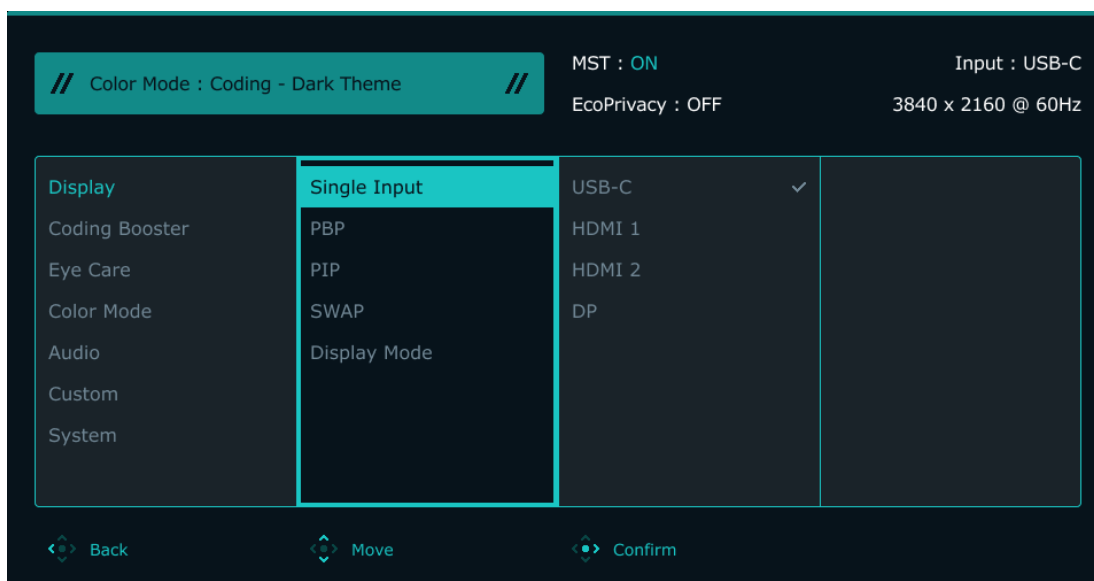 Color Mode : Coding - Dark Theme
MST : ON
Input : USB-C
EcoPrivacy : OFF
3840 x 2160 @ 60Hz
Display
Coding Booster
Eye Care
Color Mode
Audio
Custom
System
Single Input
PBP
PIP
SWAP
Display Mode
USB-C
HDMI 1
HDMI 2
DP
Back
Move
Confirm